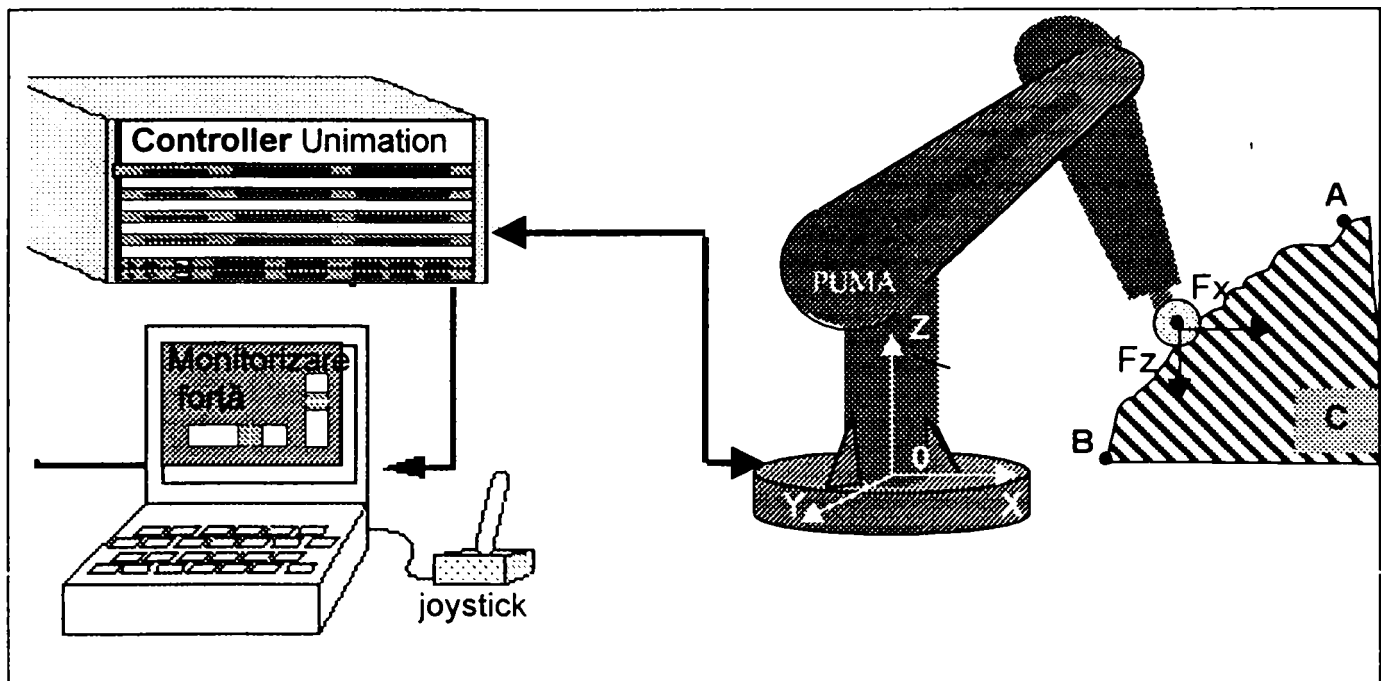 Controller Unimation
Monitorizare
forță
joystick
PUMA
Z
0
X
Y
Fx
Fz
A
B
C